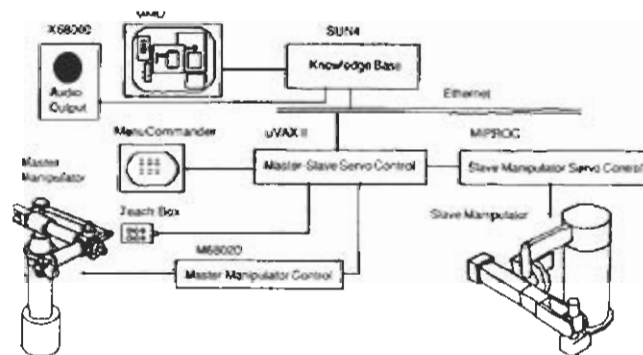 X68000
SUN4
Knowledge Base
Audio
Output
Ethernet
MenuCommander
uVAX II
MIPROC
Master
Manipulator
Master-Slave Servo Control
Slave Manipulator Servo Control
Teach Box
Slave Manipulator
M68020
Master Manipulator Control